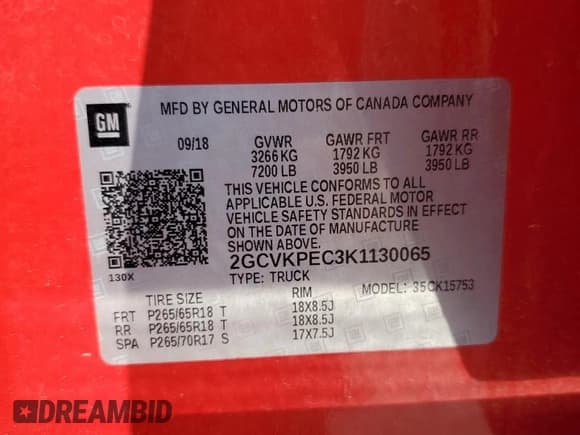 GM
MFD BY GENERAL MOTORS OF CANADA COMPANY
09/18 GVWR GAWR FRT GAWR RR
3266 KG 1792 KG 1792 KG
7200 LB 3950 LB 3950 LB
THIS VEHICLE CONFORMS TO ALL
APPLICABLE U.S. FEDERAL MOTOR
VEHICLE SAFETY STANDARDS IN EFFECT
ON THE DATE OF MANUFACTURE
SHOWN ABOVE.
130X 2GCVKPEC3K1130065
TYPE: TRUCK MODEL: 35CK15753
TIRE SIZE RIM
FRT P265/65R18 T 18X8.5J
RR P265/65R18 T 18X8.5J
SPA P265/70R17 S 17X7.5J
DREAMBID